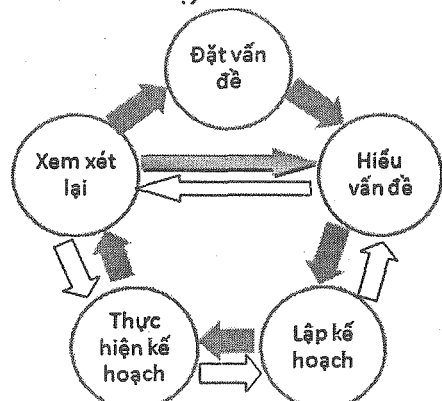 Đặt vấn
đề
Xem xét
lại
Hiểu
vấn đề
Thực
hiện kế
hoạch
Lập kế
hoạch